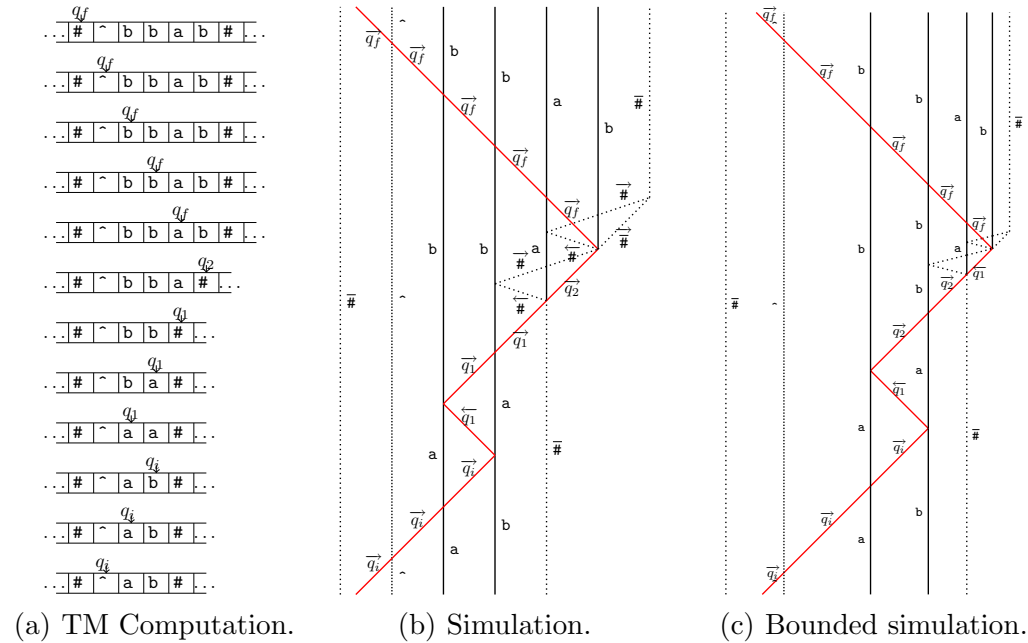 q_f
...# ˆ b b a b # ...
q_f
...# ˆ b b a b # ...
q_f
...# ˆ b b a b # ...
q_f
...# ˆ b b a b # ...
q_f
...# ˆ b b a b # ...
q_2
...# ˆ b b a # ...
q_1
...# ˆ b b # ...
q_1
...# ˆ b a # ...
q_1
...# ˆ a a # ...
q_i
...# ˆ a b # ...
q_i
...# ˆ a b # ...
q_i
...# ˆ a b # ...
(a) TM Computation.
ˆ
→q_f →q_f b
b
→q_f a #̅
b
→q_f
→#
→q_f
b b a ←# →#̅
→#
→q_2
#̅ ˆ ←#
→q_1
→q_1
a
←q_1
a #̅
→q_i
→q_i b
→q_i a
ˆ
(b) Simulation.
→q_f
ˆ
b →q_f
b
a b #̅
→q_f
→q_f
b →q_f
b a
→q_2 →q_1
b
#̅ ˆ
→q_2
a
←q_1
a
→q_i
→q_i b
a
→q_i
(c) Bounded simulation.